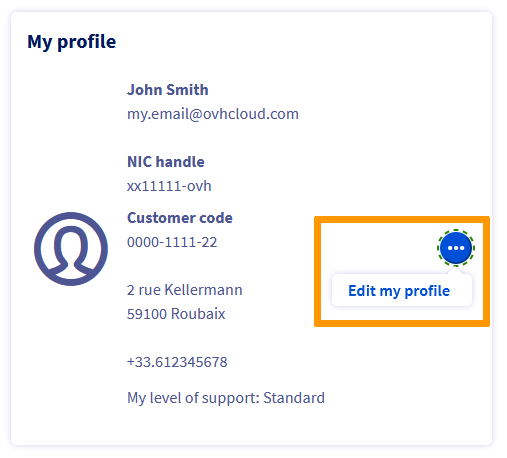 My profile
John Smith
my.email@ovhcloud.com
NIC handle
xx11111-ovh
Customer code
0000-1111-22
2 rue Kellermann
59100 Roubaix
Edit my profile
+33.612345678
My level of support: Standard